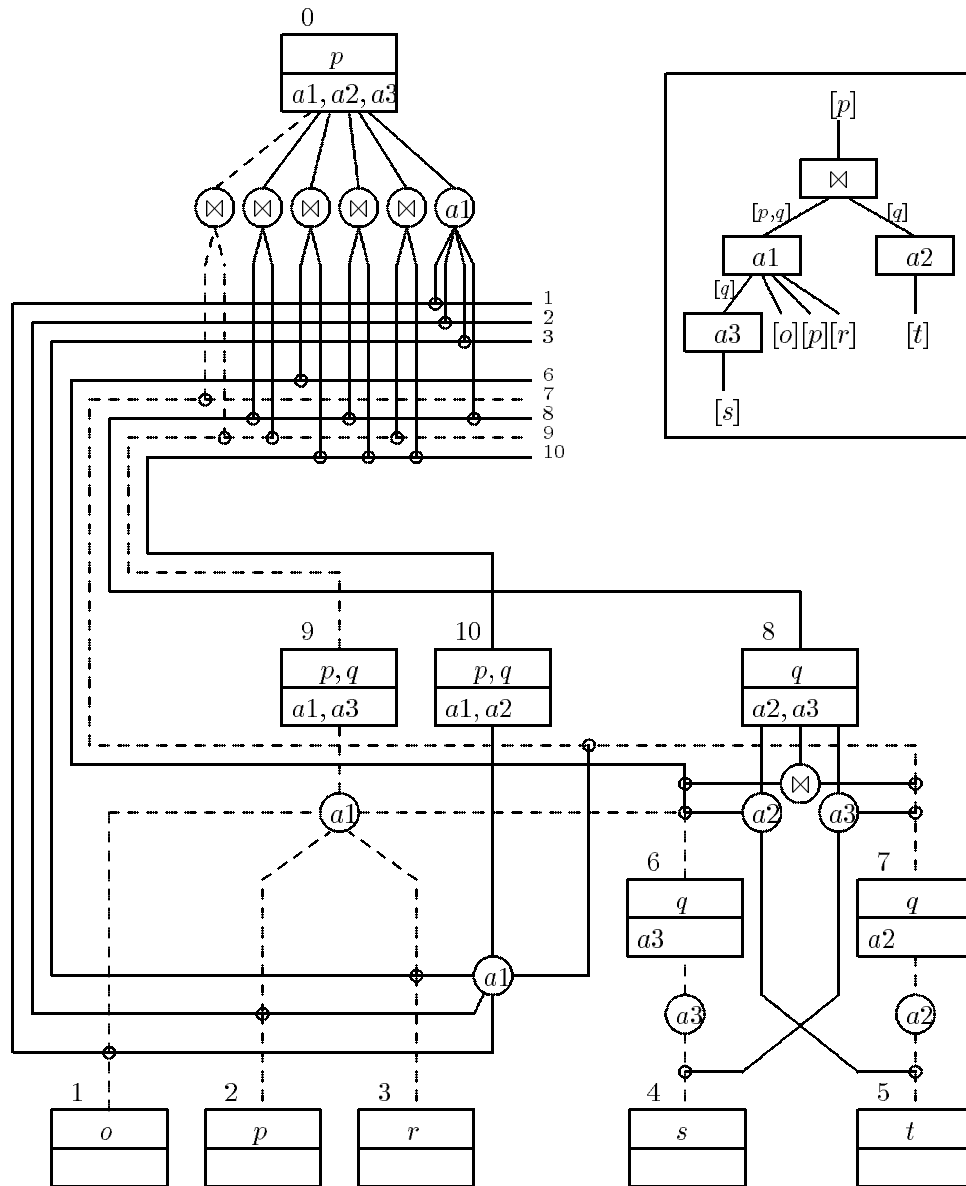 0
p
a1, a2, a3
[p]
⋈
[p,q] [q]
a1 a2
[q]
a3 [o][p][r] [t]
[s]
⋈ ⋈ ⋈ ⋈ ⋈ a1
1
2
3
6
7
8
9
10
9 10 8
p, q p, q q
a1, a3 a1, a2 a2, a3
⋈
a1 a2 a3
6 7
q q
a3 a2
a1
a3 a2
1 2 3 4 5
o p r s t